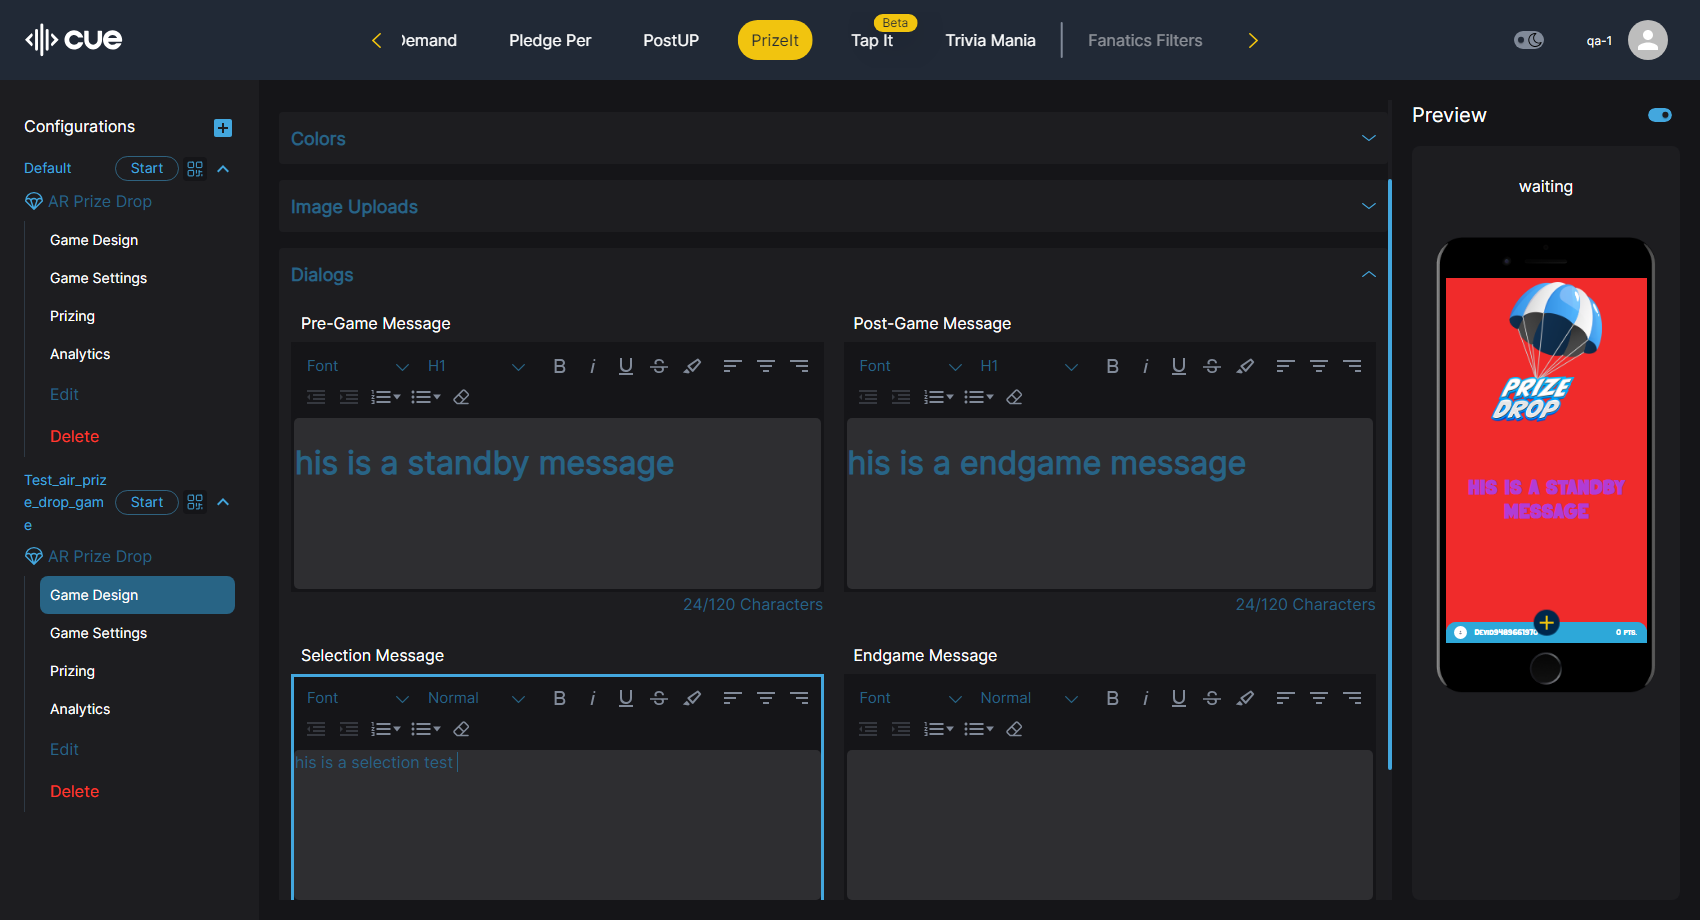 cue
Demand
Pledge Per
PostUP
PrizeIt
Beta
Tap It
Trivia Mania
Fanatics Filters
qa-1
Configurations
Default
Start
AR Prize Drop
Game Design
Game Settings
Prizing
Analytics
Edit
Delete
Test_air_priz
e_drop_gam
e
Start
AR Prize Drop
Game Design
Game Settings
Prizing
Analytics
Edit
Delete
Colors
Image Uploads
Dialogs
Pre-Game Message
Font
H1
his is a standby message
24/120 Characters
Post-Game Message
Font
H1
his is a endgame message
24/120 Characters
Selection Message
Font
Normal
his is a selection test
Endgame Message
Font
Normal
Preview
waiting
PRIZE
DROP
HIS IS A STANDBY
MESSAGE
0 PTS.